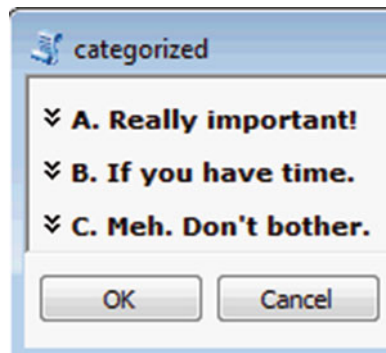 categorized
A. Really important!
B. If you have time.
C. Meh. Don't bother.
OK Cancel